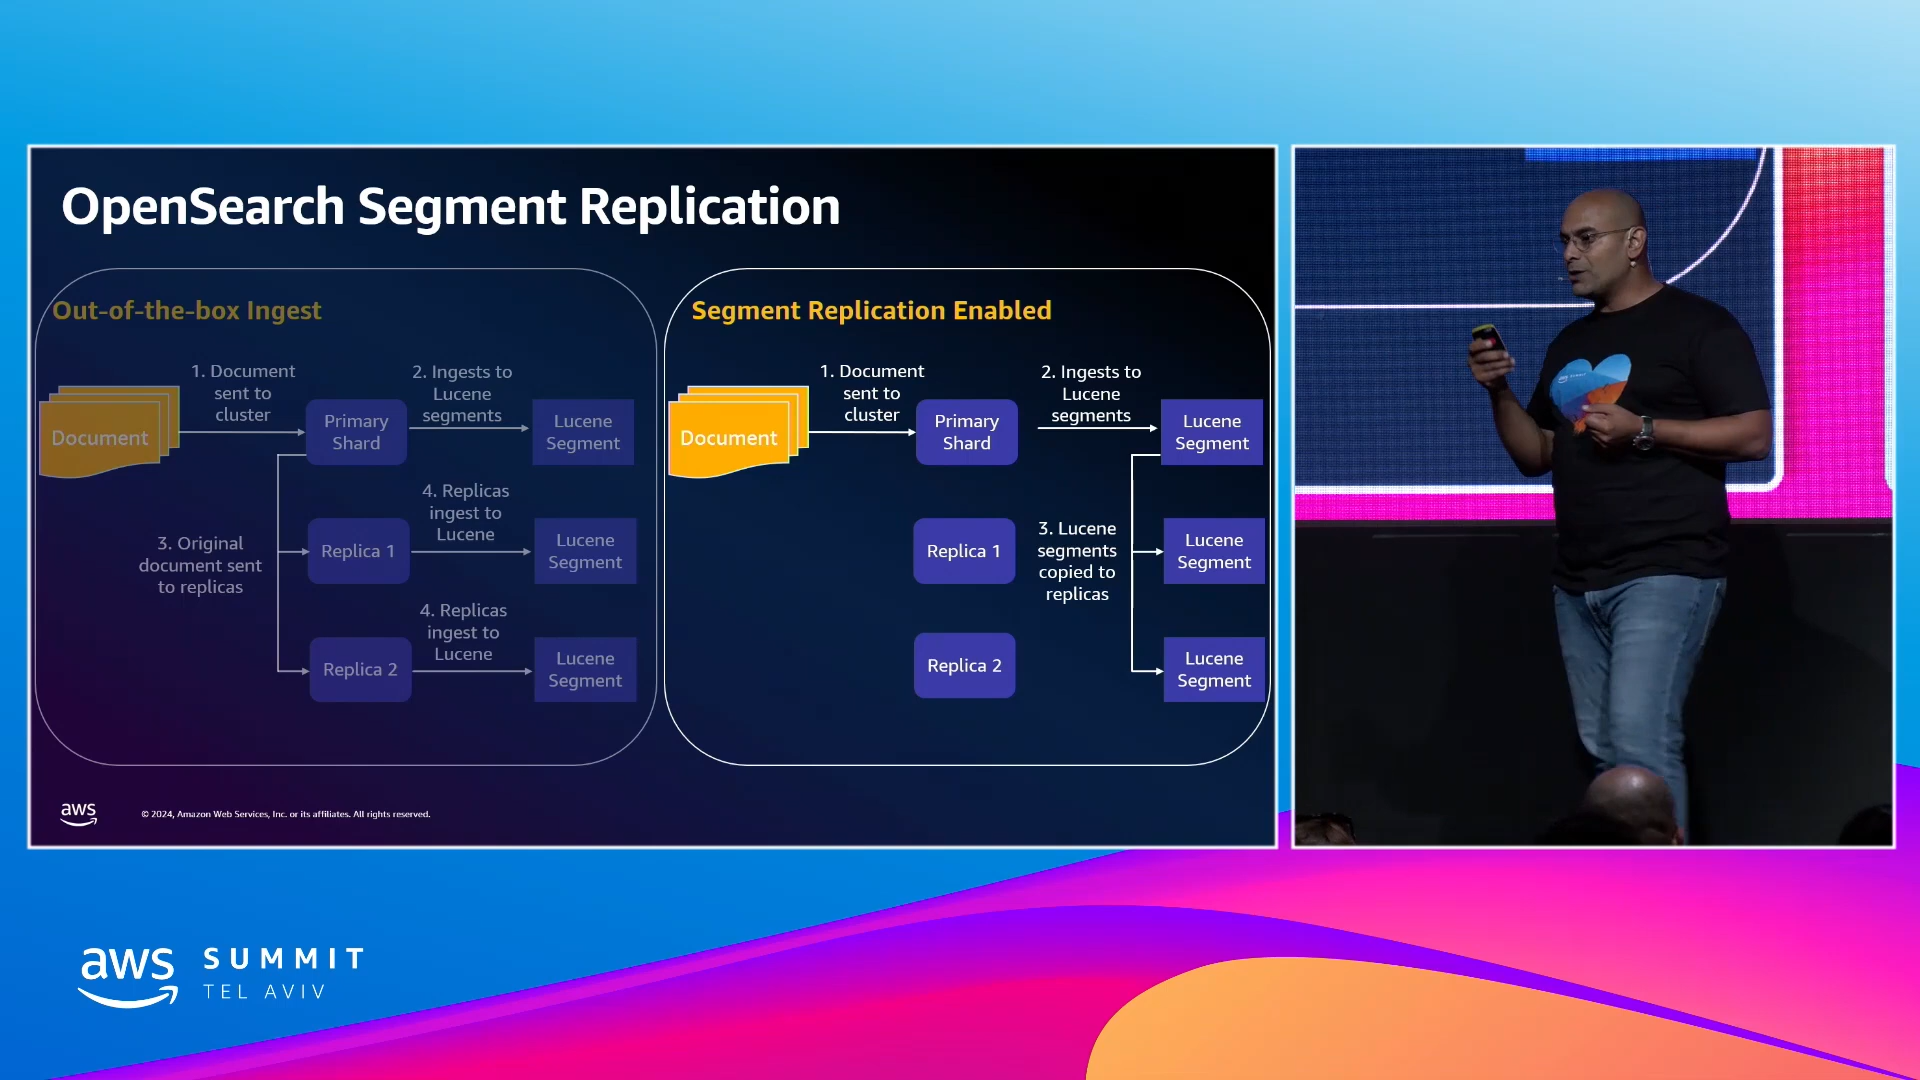 OpenSearch Segment Replication
Out-of-the-box Ingest
1. Document
sent to
cluster
2. Ingests to
Lucene
segments
Document
Primary
Shard
Lucene
Segment
4. Replicas
ingest to
Lucene
3. Original
document sent
to replicas
Replica 1
Lucene
Segment
4. Replicas
ingest to
Lucene
Replica 2
Lucene
Segment
Segment Replication Enabled
1. Document
sent to
cluster
2. Ingests to
Lucene
segments
Document
Primary
Shard
Lucene
Segment
Replica 1
3. Lucene
segments
copied to
replicas
Lucene
Segment
Replica 2
Lucene
Segment
aws
© 2024, Amazon Web Services, Inc. or its affiliates. All rights reserved.
aws
SUMMIT
TEL AVIV